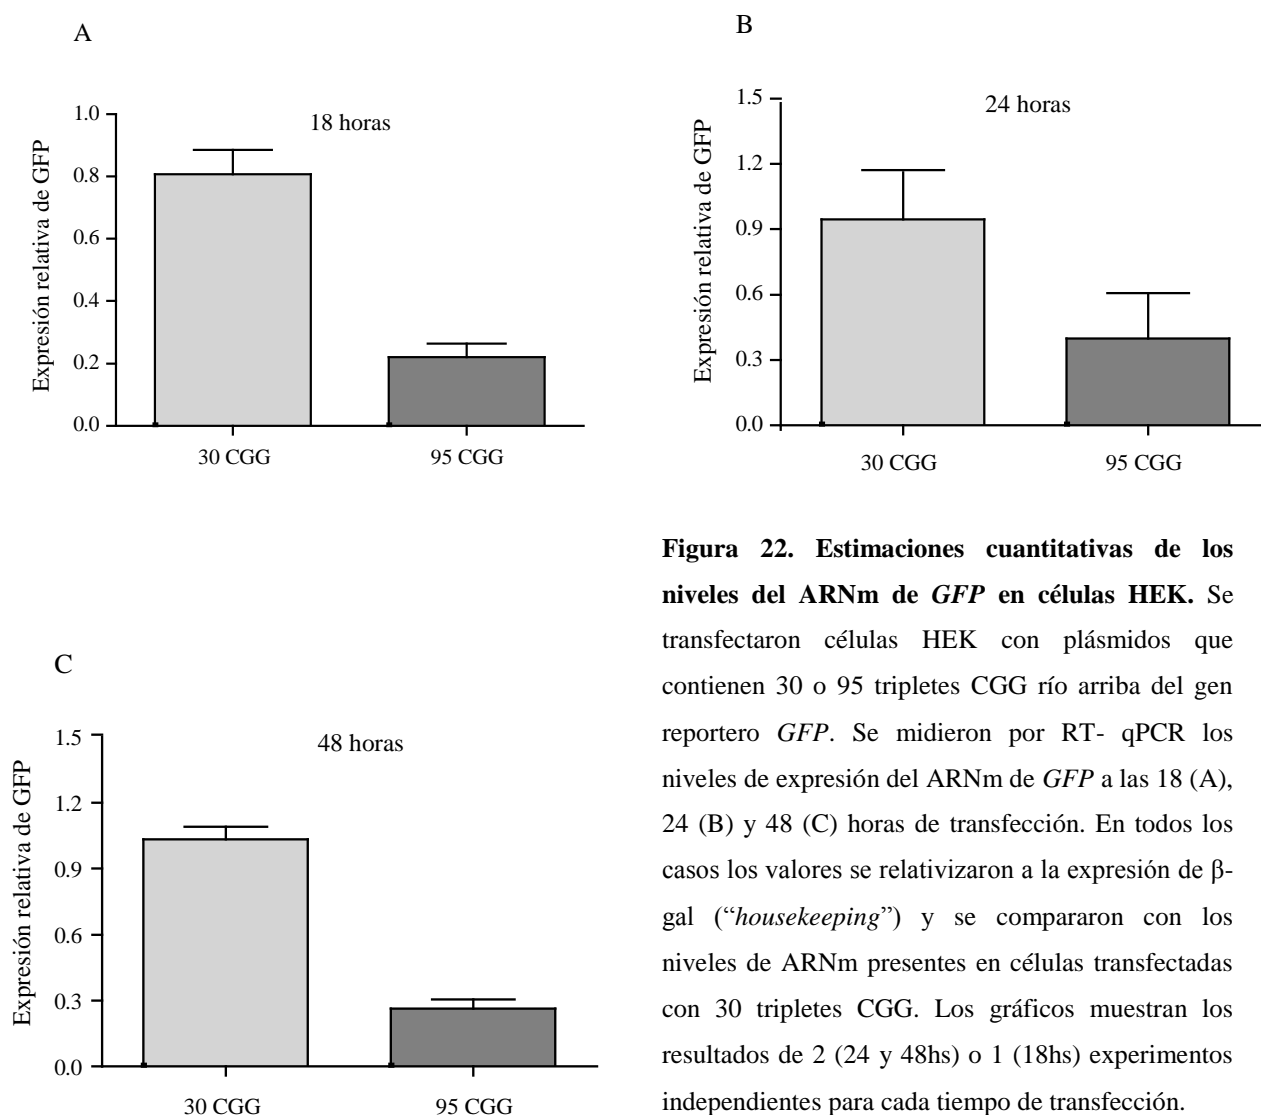 A
18 horas
Expresión relativa de GFP
1.0
0.8
0.6
0.4
0.2
0.0
30 CGG
95 CGG
B
24 horas
Expresión relativa de GFP
1.5
1.2
0.9
0.6
0.3
0.0
30 CGG
95 CGG
C
48 horas
Expresión relativa de GFP
1.5
1.2
0.9
0.6
0.3
0.0
30 CGG
95 CGG
Figura 22. Estimaciones cuantitativas de los
niveles del ARNm de GFP en células HEK. Se
transfectaron células HEK con plásmidos que
contienen 30 o 95 tripletes CGG río arriba del gen
reportero GFP. Se midieron por RT- qPCR los
niveles de expresión del ARNm de GFP a las 18 (A),
24 (B) y 48 (C) horas de transfección. En todos los
casos los valores se relativizaron a la expresión de β-
gal (“housekeeping”) y se compararon con los
niveles de ARNm presentes en células transfectadas
con 30 tripletes CGG. Los gráficos muestran los
resultados de 2 (24 y 48hs) o 1 (18hs) experimentos
independientes para cada tiempo de transfección.